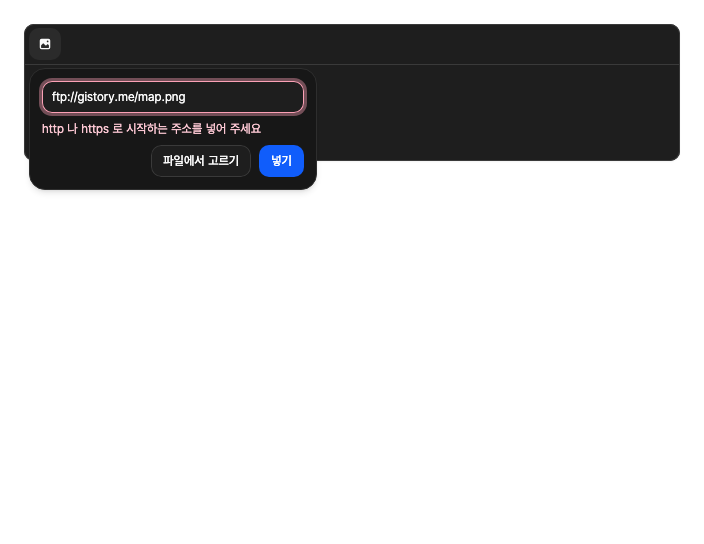 ftp://gistory.me/map.png
http 나 https 로 시작하는 주소를 넣어 주세요
파일에서 고르기
넣기